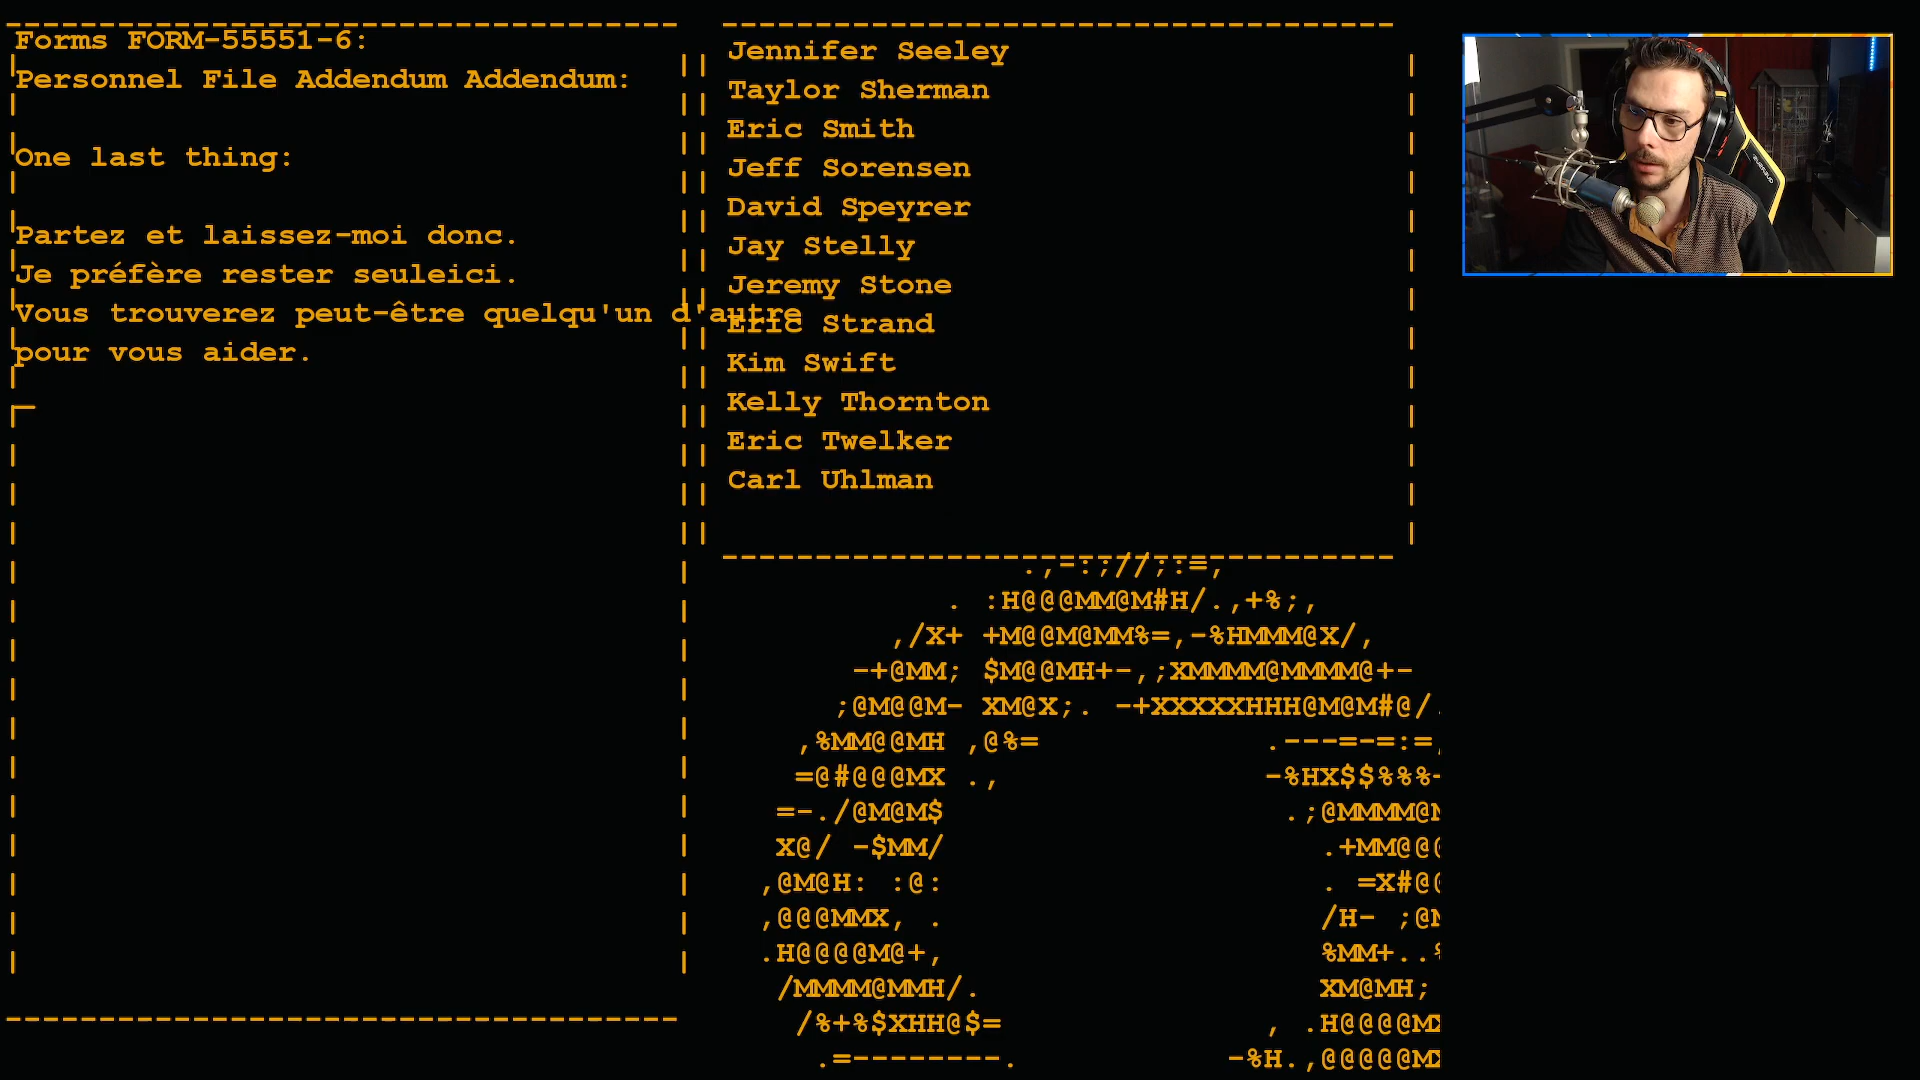 Forms FORM-55551-6:
Personnel File Addendum Addendum:
One last thing:
Partez et laissez-moi donc.
Je préfère rester seuleici.
Vous trouverez peut-être quelqu'un d'autre
pour vous aider.
Jennifer Seeley
Taylor Sherman
Eric Smith
Jeff Sorensen
David Speyrer
Jay Stelly
Jeremy Stone
Eric Strand
Kim Swift
Kelly Thornton
Eric Twelker
Carl Uhlman